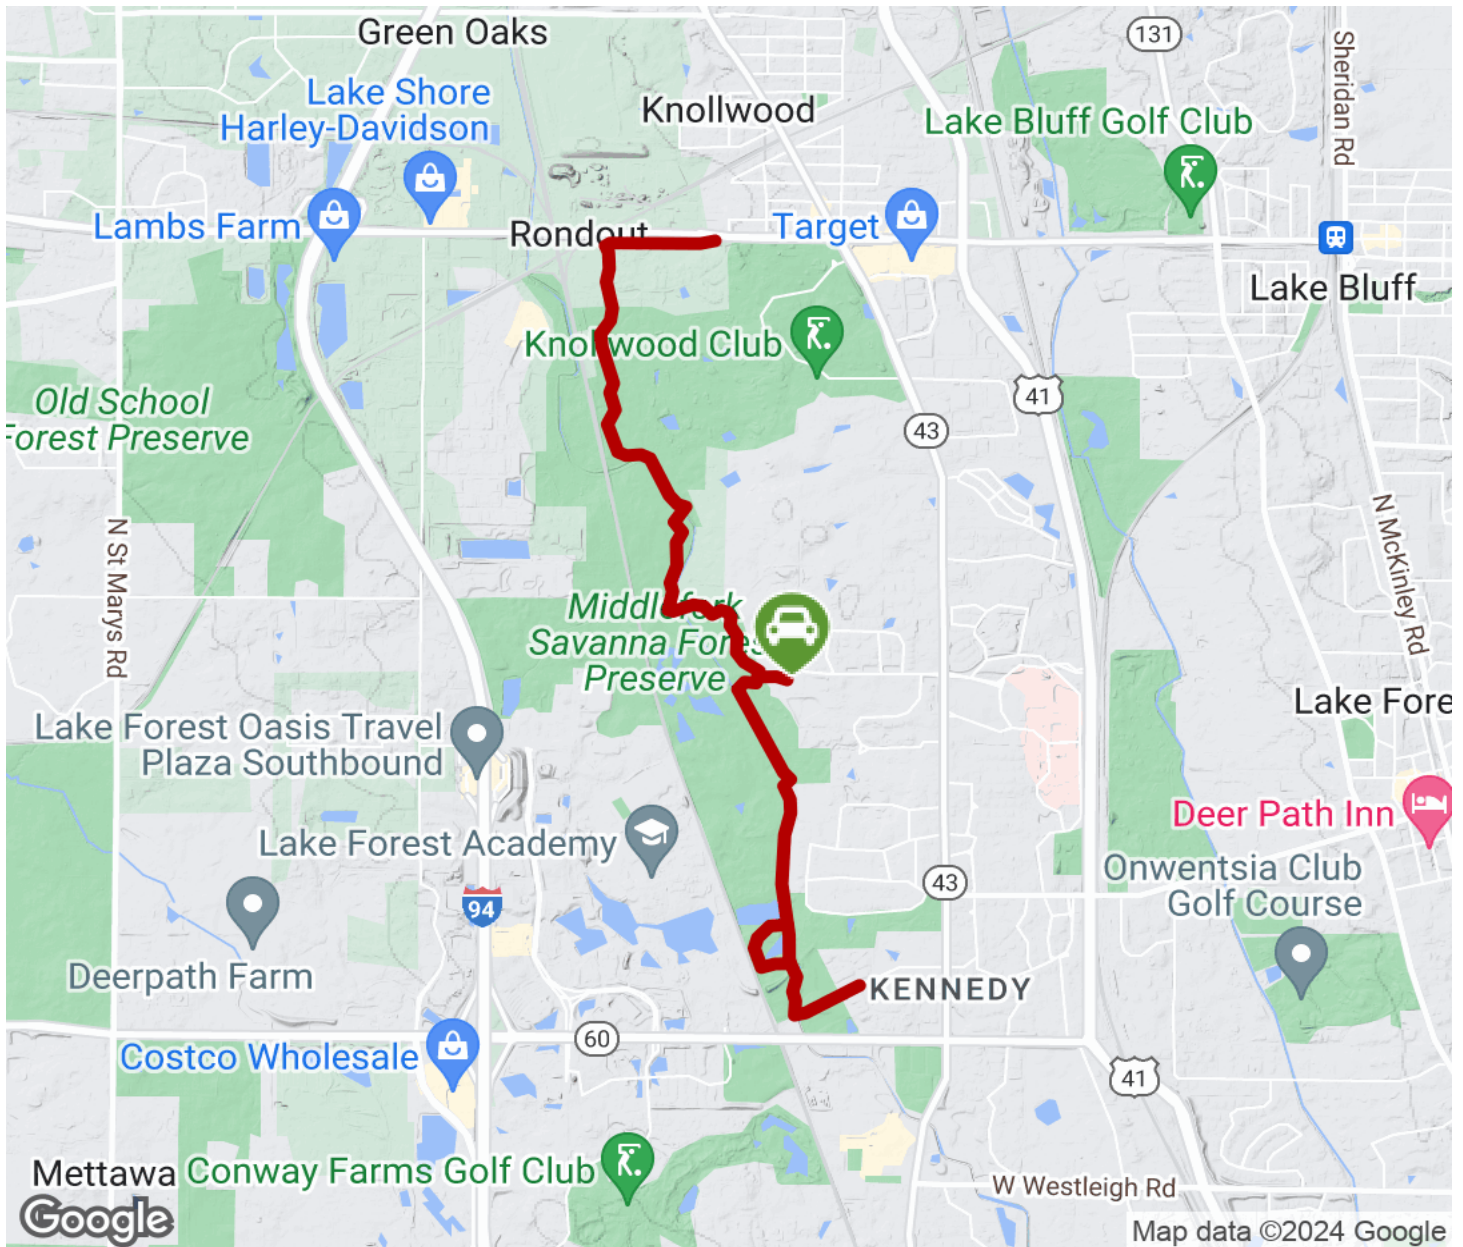 Green Oaks
131
Sheridan Rd
Lake Shore
Harley-Davidson
Knollwood
Lake Bluff Golf Club
Lambs Farm
Rondout
Target
Lake Bluff
Knollwood Club
41
Old School
Forest Preserve
43
N St Marys Rd
N McKinley Rd
Middlefork
Savanna Fores
Preserve
Lake Fore
Lake Forest Oasis Travel
Plaza Southbound
Deer Path Inn
Lake Forest Academy
Onwentsia Club
Golf Course
43
94
Deerpath Farm
KENNEDY
60
Costco Wholesale
41
Mettawa
Conway Farms Golf Club
W Westleigh Rd
Google
Map data ©2024 Google